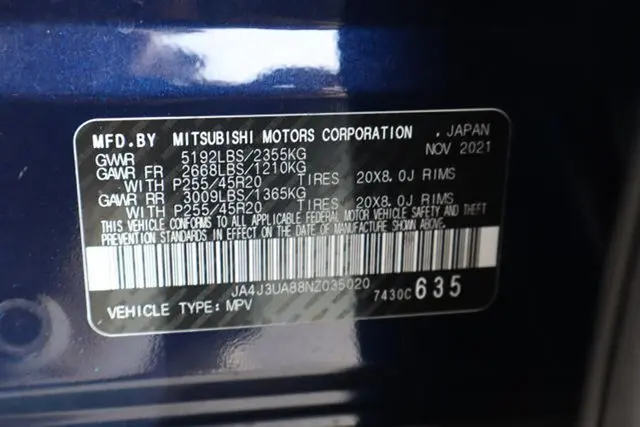 MFD.BY MITSUBISHI MOTORS CORPORATION , JAPAN
GVWR 5192LBS/2355KG NOV 2021
GAWR FR 2668LBS/1210KG
WITH P255/45R20 TIRES 20X8.0J RIMS
GAWR RR 3009LBS/1365KG
WITH P255/45R20 TIRES 20X8.0J RIMS
THIS VEHICLE CONFORMS TO ALL APPLICABLE FEDERAL MOTOR VEHICLE SAFETY AND THEFT
PREVENTION STANDARDS IN EFFECT ON THE DATE OF MANUFACTURE SHOWN ABOVE.
JA4J3UA88NZ035020
7430C635
VEHICLE TYPE: MPV